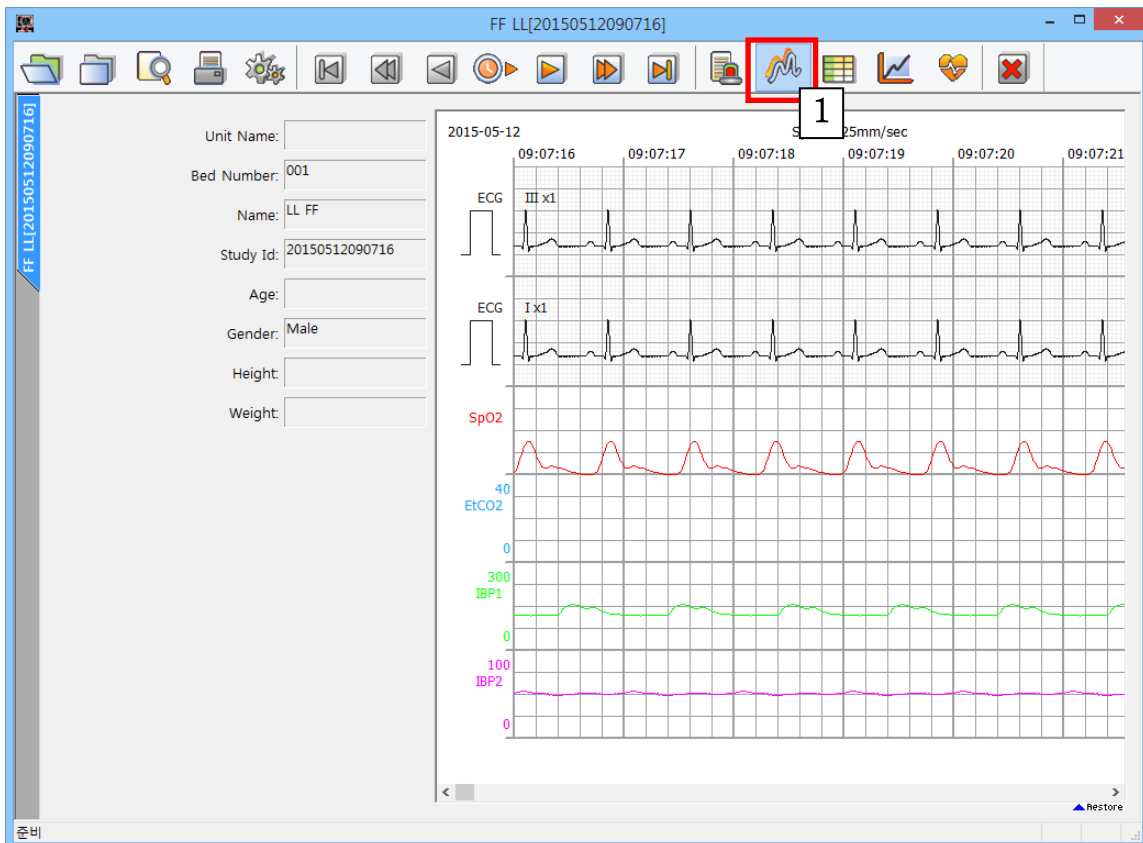 FF LL[20150512090716]
1
FF LL[20150512090716]
Unit Name:
Bed Number: 001
Name: LL FF
Study Id: 20150512090716
Age:
Gender: Male
Height:
Weight:
2015-05-12 25mm/sec
09:07:16 09:07:17 09:07:18 09:07:19 09:07:20 09:07:21
ECG III x1
ECG I x1
SpO2
40
EtCO2
0
300
IBP1
0
100
IBP2
0
Restore
준비